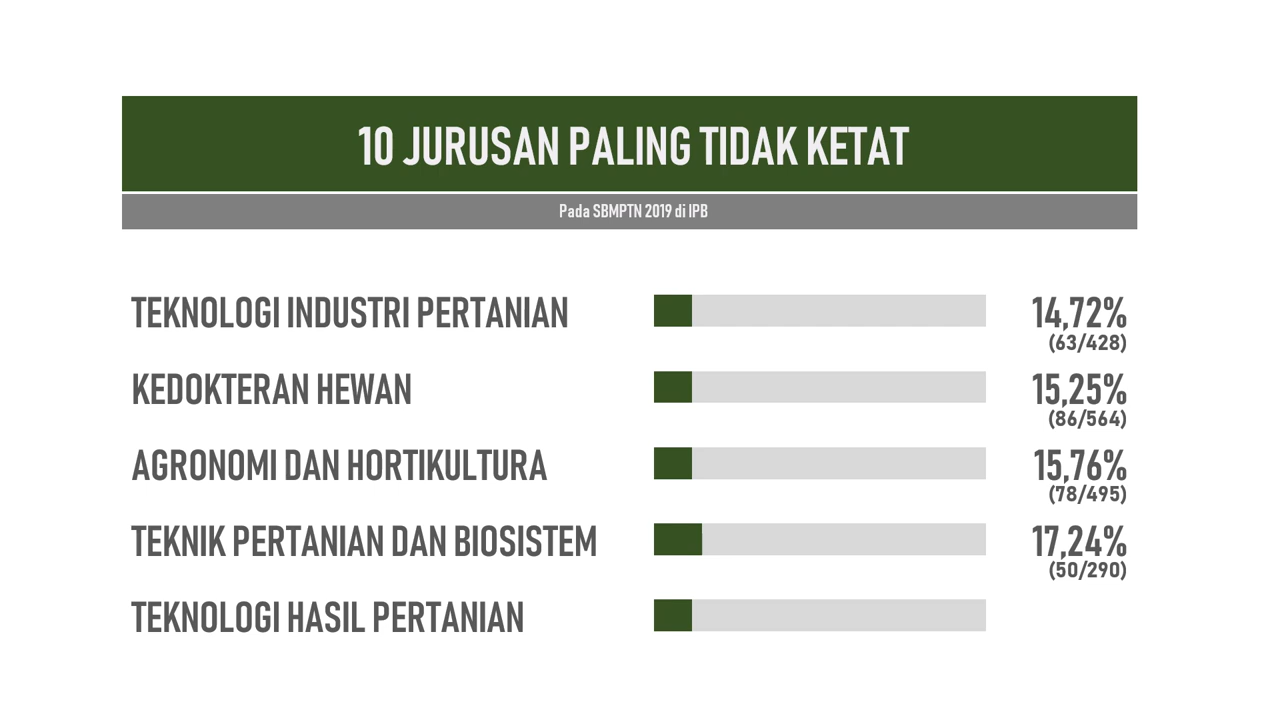 10 JURUSAN PALING TIDAK KETAT
Pada SBMPTN 2019 di IPB
TEKNOLOGI INDUSTRI PERTANIAN 14,72%
(63/428)
KEDOKTERAN HEWAN 15,25%
(86/564)
AGRONOMI DAN HORTIKULTURA 15,76%
(78/495)
TEKNIK PERTANIAN DAN BIOSISTEM 17,24%
(50/290)
TEKNOLOGI HASIL PERTANIAN